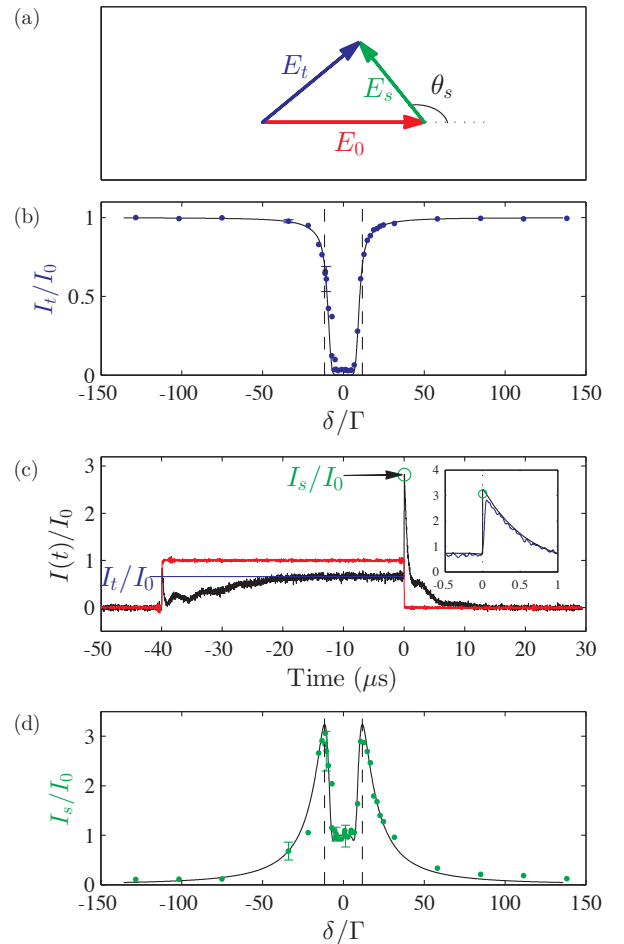 (a)
E_t
E_s
θ_s
E_0
(b)
I_t/I_0
1
0.5
0
-150 -100 -50 0 50 100 150
δ/Γ
(c)
I(t)/I_0
3
2
1
0
I_s/I_0
I_t/I_0
4
3
2
1
0
-0.5 0 0.5 1
-50 -40 -30 -20 -10 0 10 20 30
Time (μs)
(d)
I_s/I_0
3
2
1
0
-150 -100 -50 0 50 100 150
δ/Γ